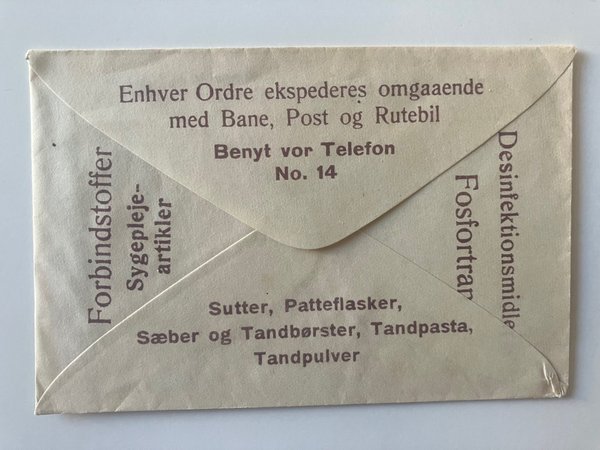 Enhver Ordre ekspederes omgaaende
med Bane, Post og Rutebil
Benyt vor Telefon
No. 14
Forbindstoffer
Sygepleje-
artikler
Desinfektionsmidle
Fosfortran
Sutter, Patteflasker,
Sæber og Tandbørster, Tandpasta,
Tandpulver